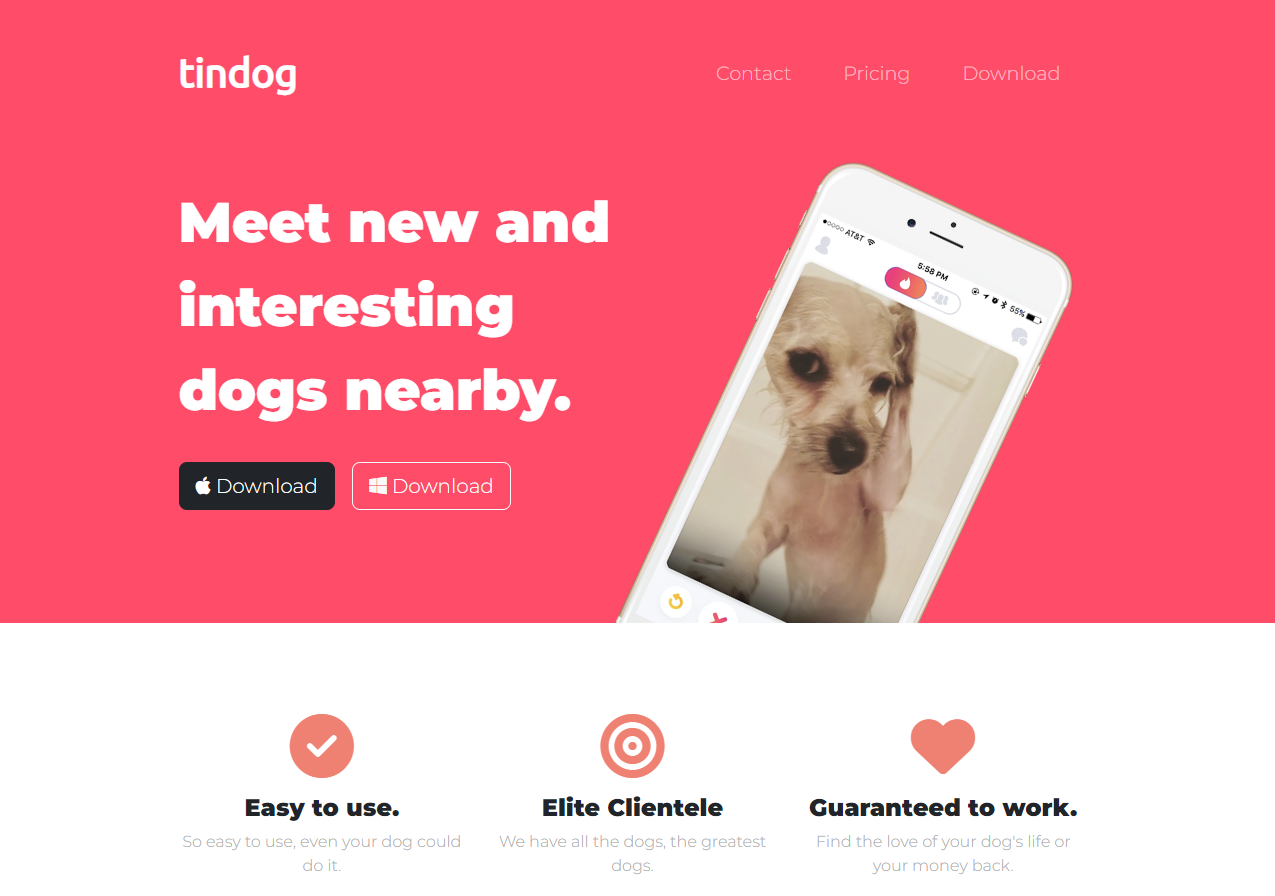 tindog
Contact Pricing Download
Meet new and
interesting
dogs nearby.
Download Download
AT&T
5:58 PM
55%
Easy to use.
So easy to use, even your dog could
do it.
Elite Clientele
We have all the dogs, the greatest
dogs.
Guaranteed to work.
Find the love of your dog's life or
your money back.